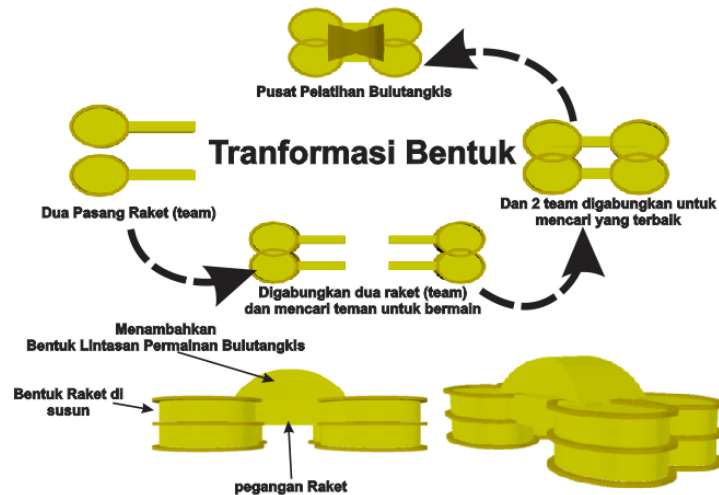 Pusat Pelatihan Bulutangkis
Tranformasi Bentuk
Dua Pasang Raket (team)
Dan 2 team digabungkan untuk
mencari yang terbaik
Digabungkan dua raket (team)
dan mencari teman untuk bermain
Menambahkan
Bentuk Lintasan Permainan Bulutangkis
Bentuk Raket di
susun
pegangan Raket